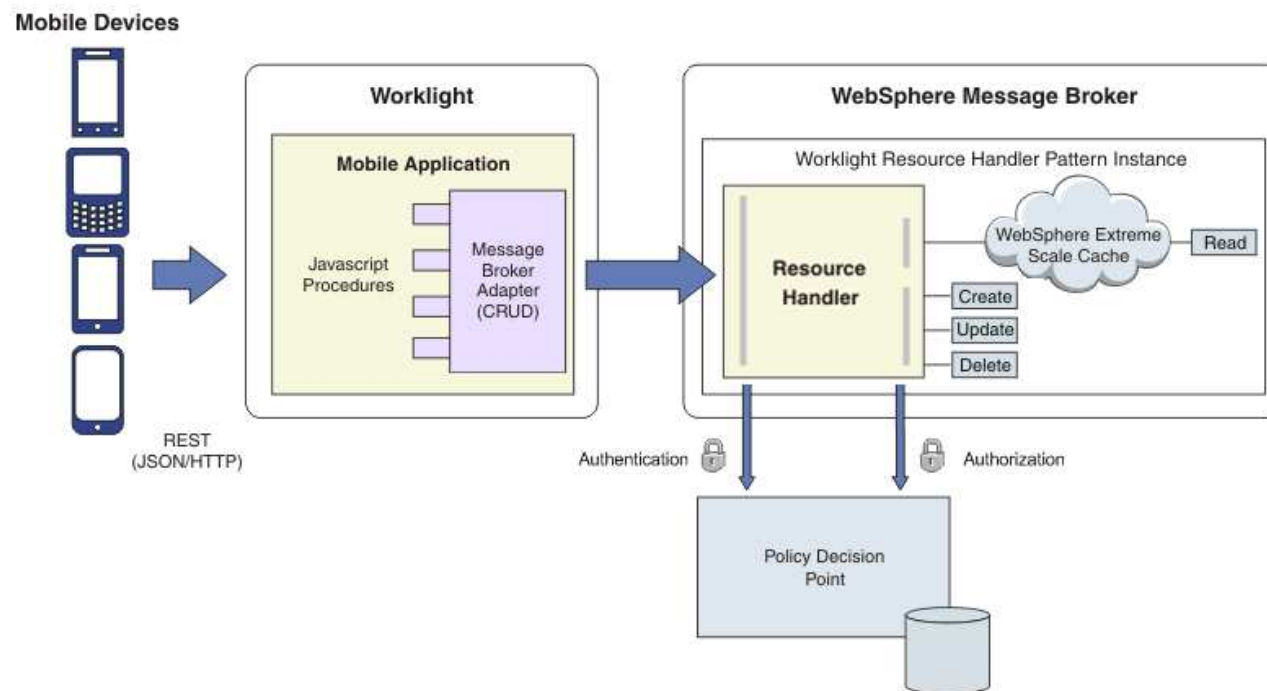 Mobile Devices
Worklight
Mobile Application
Javascript
Procedures
Message
Broker
Adapter
(CRUD)
REST
(JSON/HTTP)
WebSphere Message Broker
Worklight Resource Handler Pattern Instance
Resource
Handler
WebSphere Extreme
Scale Cache
Read
Create
Update
Delete
Authentication
Authorization
Policy Decision
Point